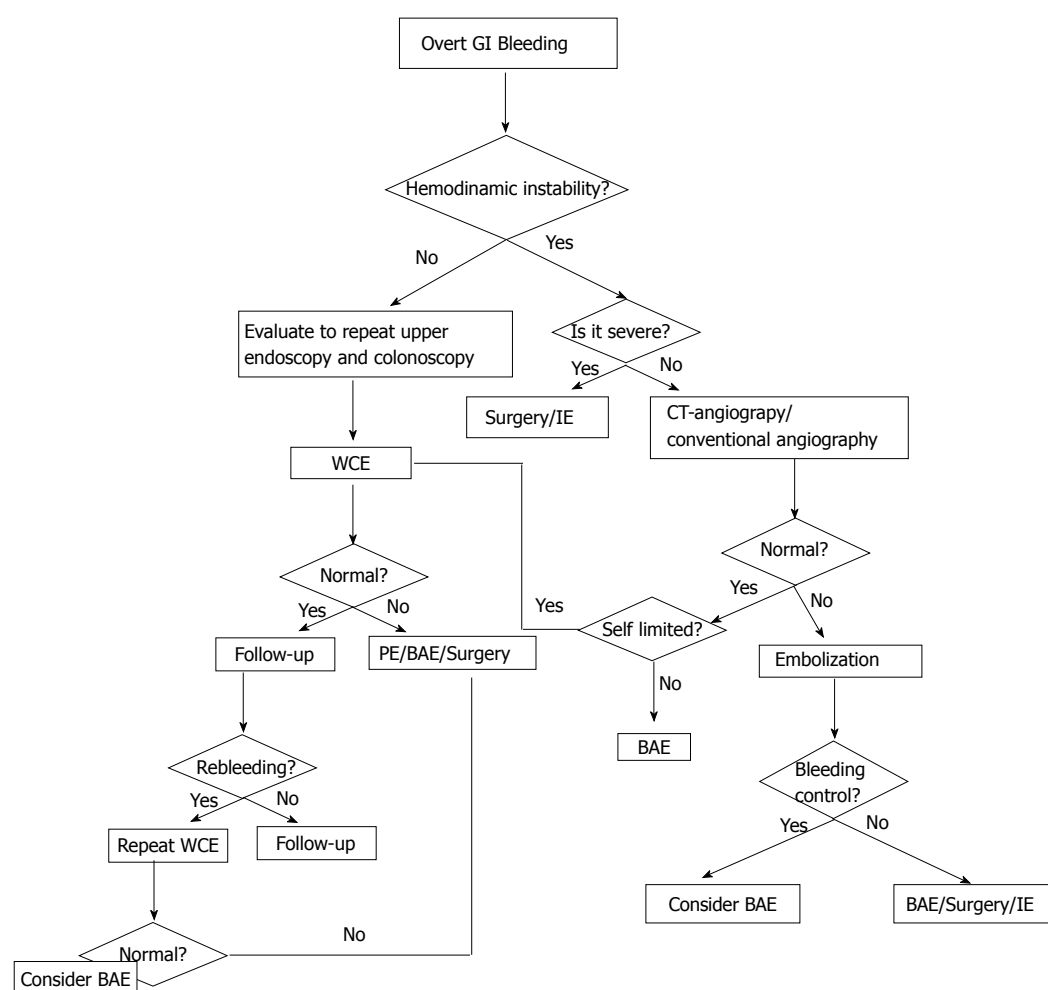 Overt GI Bleeding
Hemodinamic instability?
No
Yes
Evaluate to repeat upper
endoscopy and colonoscopy
Is it severe?
Yes
No
Surgery/IE
CT-angiograpy/
conventional angiography
WCE
Normal?
Normal?
Yes
No
Yes
No
Yes
Self limited?
Follow-up
PE/BAE/Surgery
Embolization
No
BAE
Rebleeding?
Bleeding
control?
Yes
No
Yes
No
Repeat WCE
Follow-up
Consider BAE
BAE/Surgery/IE
No
Normal?
Consider BAE